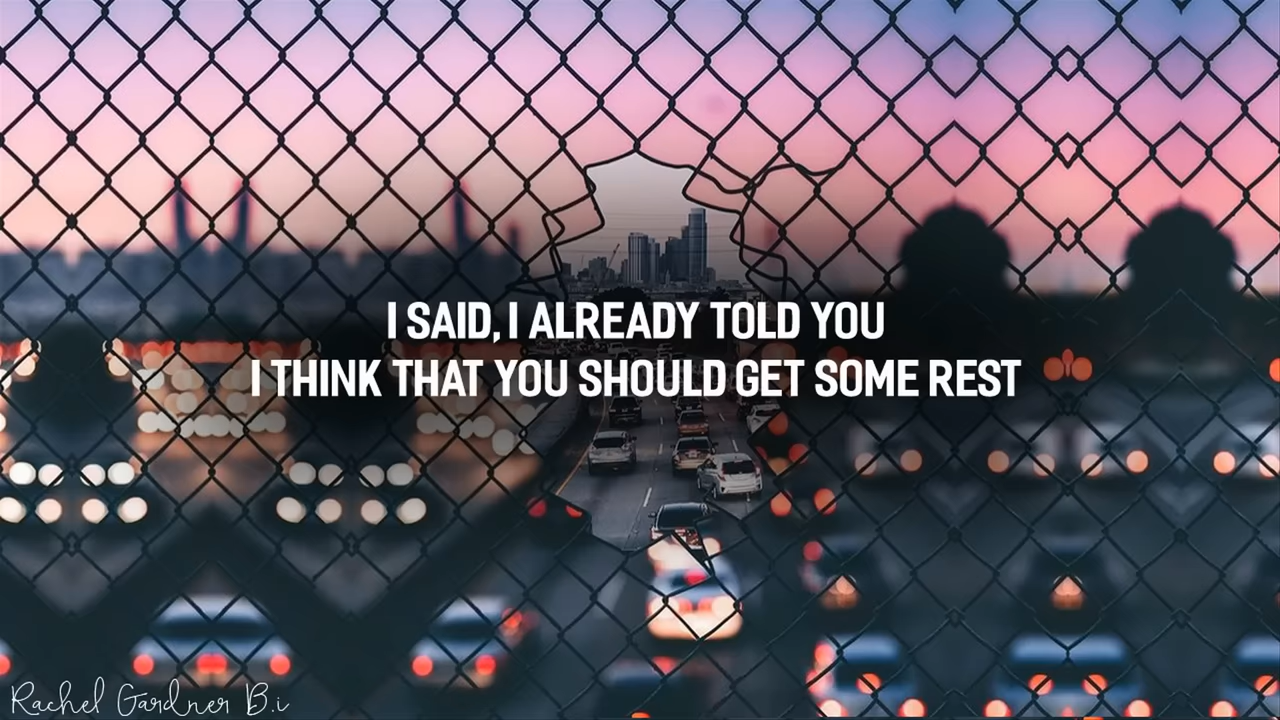 I SAID, I ALREADY TOLD YOU
I THINK THAT YOU SHOULD GET SOME REST
Rachel Gardner B.i